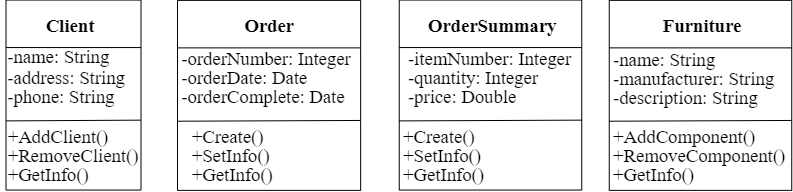 Client
-name: String
-address: String
-phone: String
+AddClient()
+RemoveClient()
+GetInfo()
Order
-orderNumber: Integer
-orderDate: Date
-orderComplete: Date
+Create()
+SetInfo()
+GetInfo()
OrderSummary
-itemNumber: Integer
-quantity: Integer
-price: Double
+Create()
+SetInfo()
+GetInfo()
Furniture
-name: String
-manufacturer: String
-description: String
+AddComponent()
+RemoveComponent()
+GetInfo()